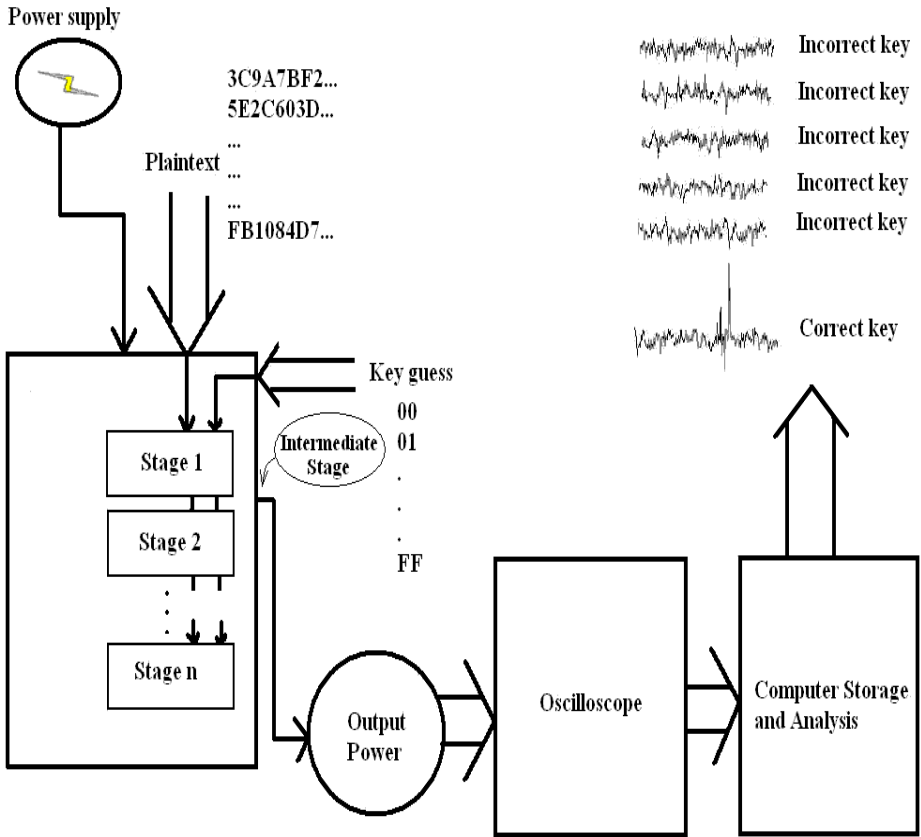 Power supply
3C9A7BF2...
5E2C603D...
...
Plaintext
...
...
FB1084D7...
Incorrect key
Incorrect key
Incorrect key
Incorrect key
Incorrect key
Correct key
Key guess
00
01
.
.
.
FF
Intermediate
Stage
Stage 1
Stage 2
Stage n
Output
Power
Oscilloscope
Computer Storage
and Analysis